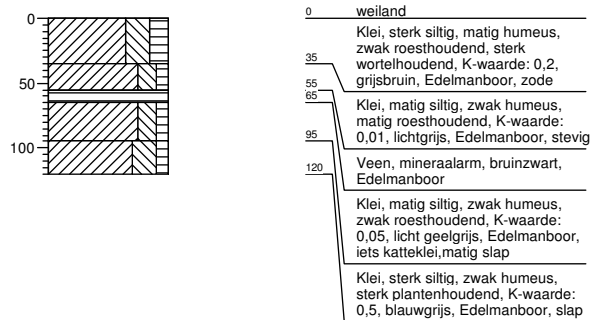 0
50
100
0
weiland
Klei, sterk siltig, matig humeus,
zwak roesthoudend, sterk
wortelhoudend, K-waarde: 0,2,
grijsbruin, Edelmanboor, zode
35
Klei, matig siltig, zwak humeus,
matig roesthoudend, K-waarde:
0,01, lichtgrijs, Edelmanboor, stevig
55
65
Veen, mineraalarm, bruinzwart,
Edelmanboor
95
Klei, matig siltig, zwak humeus,
zwak roesthoudend, K-waarde:
0,05, licht geelgrijs, Edelmanboor,
iets katteklei,matig slap
120
Klei, sterk siltig, zwak humeus,
sterk plantenhoudend, K-waarde:
0,5, blauwgrijs, Edelmanboor, slap